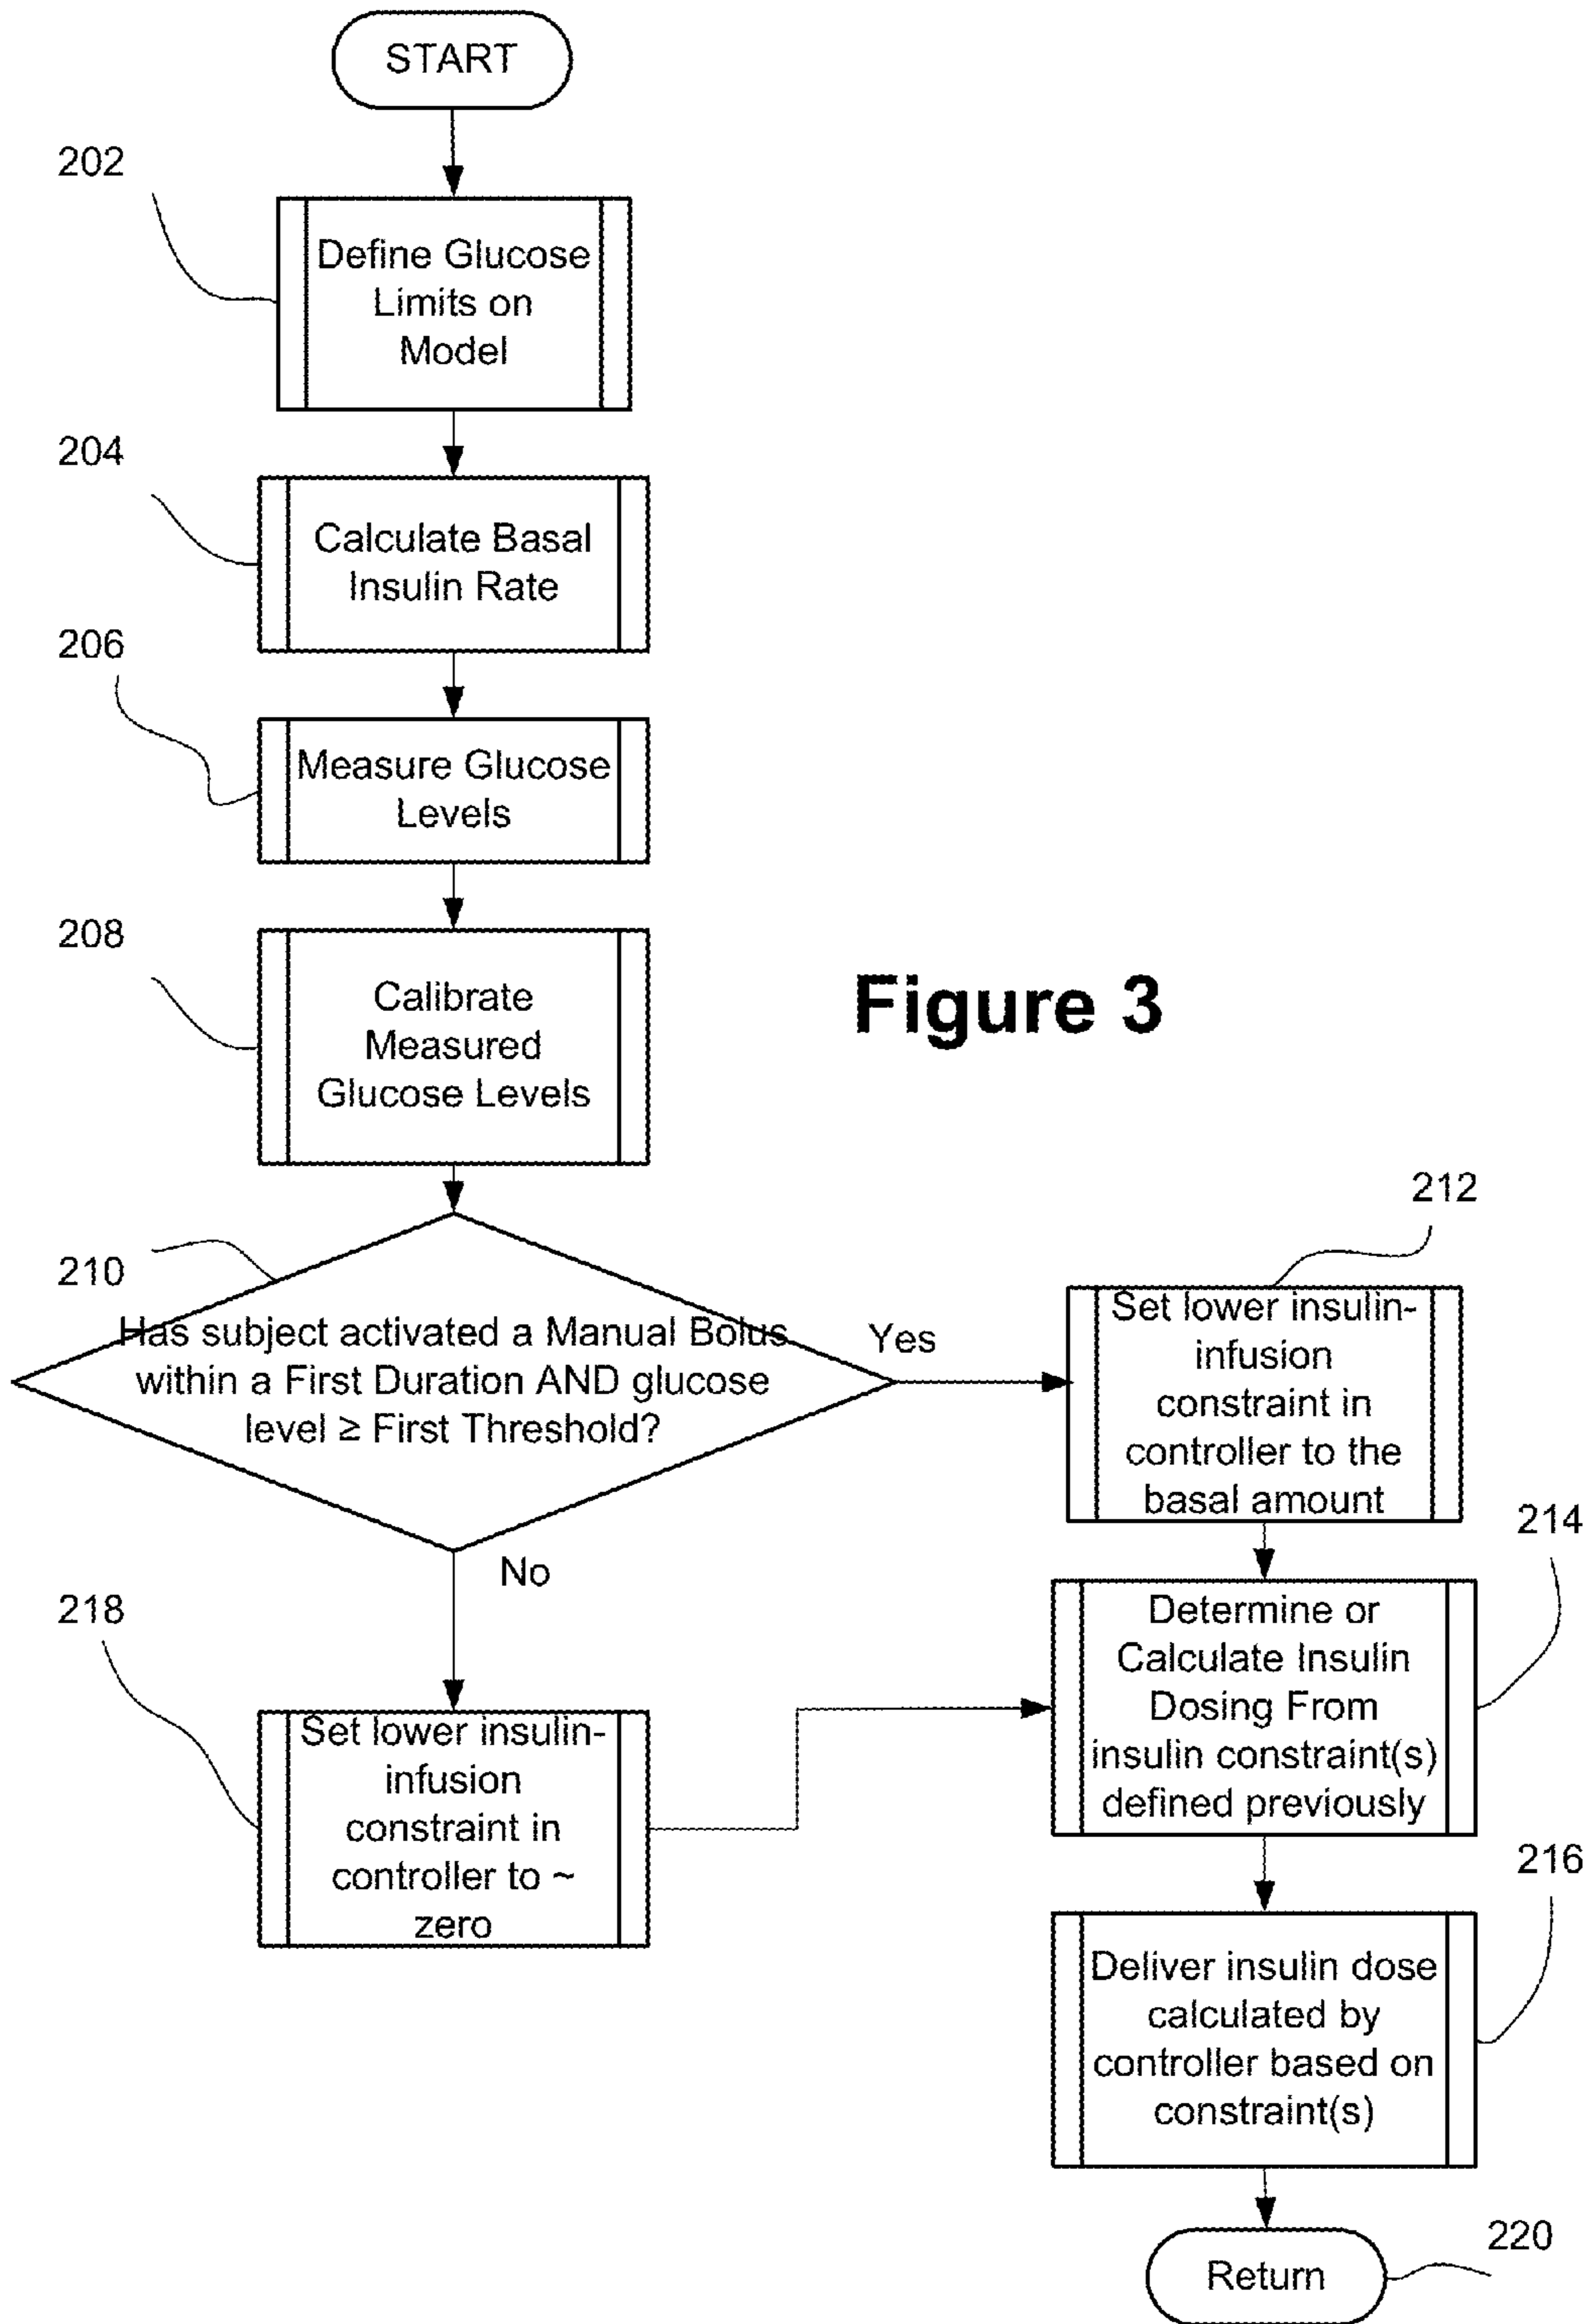 START
202
Define Glucose
Limits on
Model
204
Calculate Basal
Insulin Rate
206
Measure Glucose
Levels
208
Calibrate
Measured
Glucose Levels
Figure 3
210
Has subject activated a Manual Bolus
within a First Duration AND glucose
level ≥ First Threshold?
Yes
No
212
Set lower insulin-
infusion
constraint in
controller to the
basal amount
214
Determine or
Calculate Insulin
Dosing From
insulin constraint(s)
defined previously
218
Set lower insulin-
infusion
constraint in
controller to ~
zero
216
Deliver insulin dose
calculated by
controller based on
constraint(s)
220
Return